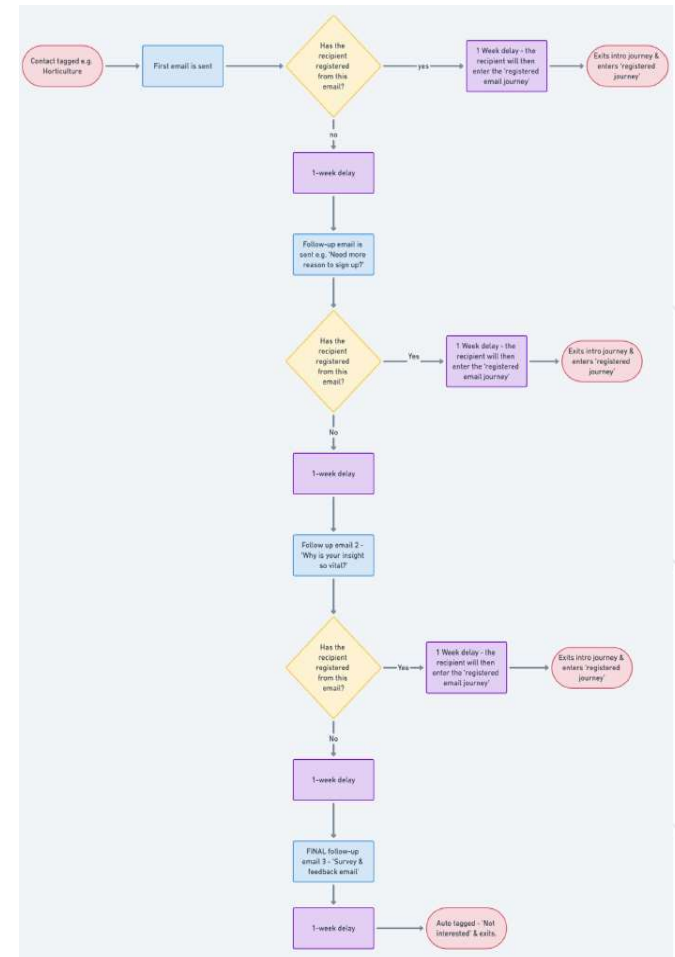 Contact tagged e.g.
Horticulture
First email is sent
Has the
recipient
registered
from this
email?
yes
1 Week delay - the
recipient will then
enter the 'registered
email journey'
Exits intro journey &
enters 'registered
journey'
no
1-week delay
Follow-up email is
sent e.g. 'Need more
reason to sign up?'
Has the
recipient
registered
from this
email?
Yes
1 Week delay - the
recipient will then
enter the 'registered
email journey'
Exits intro journey &
enters 'registered
journey'
No
1-week delay
Follow up email 2 -
'Why is your insight
so vital?'
Has the
recipient
registered
from this
email?
Yes
1 Week delay - the
recipient will then
enter the 'registered
email journey'
Exits intro journey &
enters 'registered
journey'
No
1-week delay
FINAL follow-up
email 3 - 'Survey &
feedback email'
1-week delay
Auto tagged - 'Not
interested' & exits.